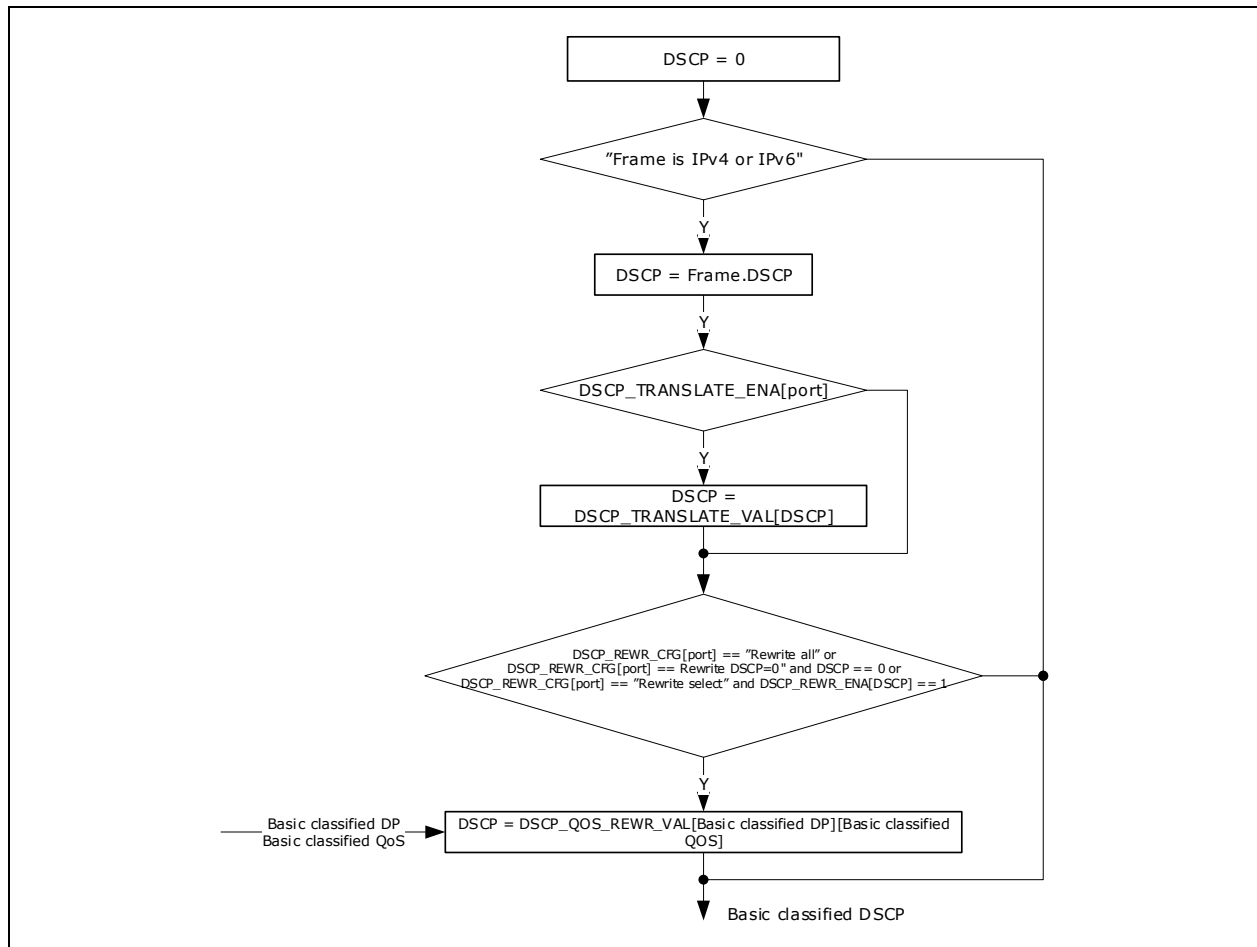 DSCP = 0
"Frame is IPv4 or IPv6"
Y
DSCP = Frame.DSCP
Y
DSCP_TRANSLATE_ENA[port]
Y
DSCP =
DSCP_TRANSLATE_VAL[DSCP]
DSCP_REWR_CFG[port] == "Rewrite all" or
DSCP_REWR_CFG[port] == Rewrite DSCP=0" and DSCP == 0 or
DSCP_REWR_CFG[port] == "Rewrite select" and DSCP_REWR_ENA[DSCP] == 1
Y
Basic classified DP
Basic classified QoS
DSCP = DSCP_QOS_REWR_VAL[Basic classified DP][Basic classified
QOS]
Basic classified DSCP